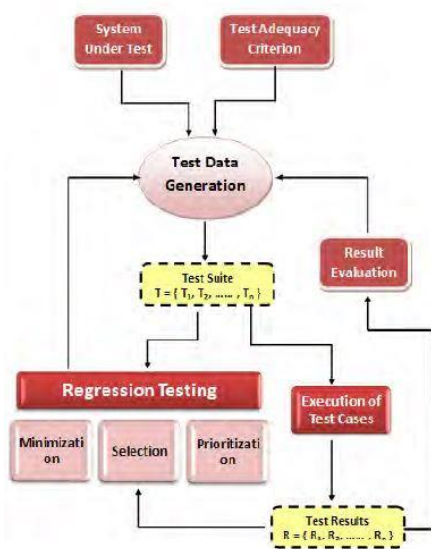 System
Under Test
Test Adequacy
Criterion
Test Data
Generation
Test Suite
T = { T₁, T₂, ...... , Tₙ }
Result
Evaluation
Regression Testing
Execution of
Test Cases
Minimizati
on
Selection
Prioritizati
on
Test Results
R = { R₁, R₂, ...... , Rₙ }